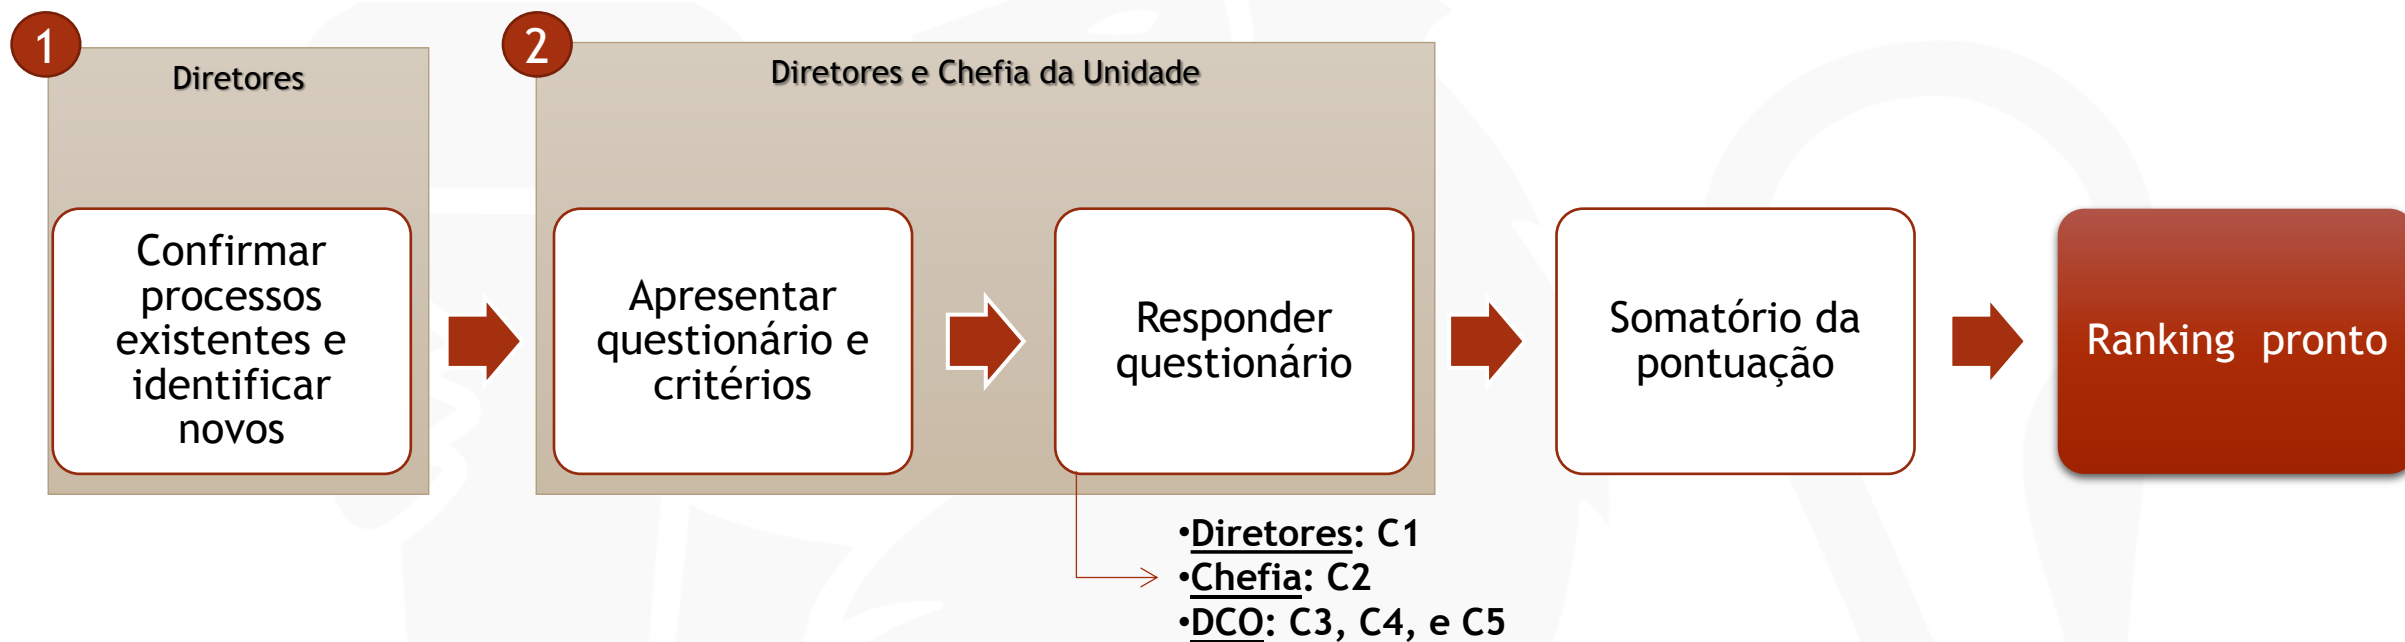 1
Diretores
Confirmar
processos
existentes e
identificar
novos
2
Diretores e Chefia da Unidade
Apresentar
questionário e
critérios
Responder
questionário
•Diretores: C1
•Chefia: C2
•DCO: C3, C4, e C5
Somatório da
pontuação
Ranking pronto